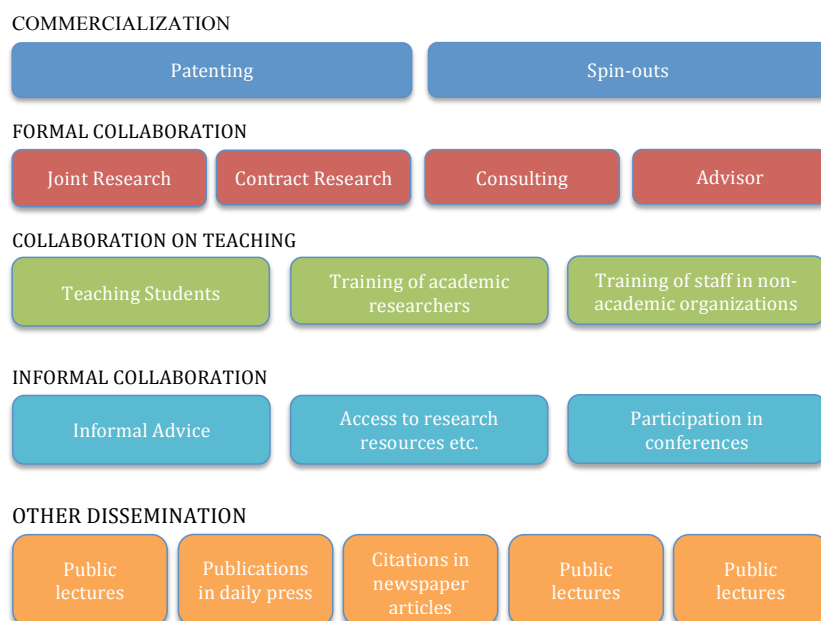 COMMERCIALIZATION
Patenting
Spin-outs
FORMAL COLLABORATION
Joint Research
Contract Research
Consulting
Advisor
COLLABORATION ON TEACHING
Teaching Students
Training of academic
researchers
Training of staff in non-
academic organizations
INFORMAL COLLABORATION
Informal Advice
Access to research
resources etc.
Participation in
conferences
OTHER DISSEMINATION
Public
lectures
Publications
in daily press
Citations in
newspaper
articles
Public
lectures
Public
lectures